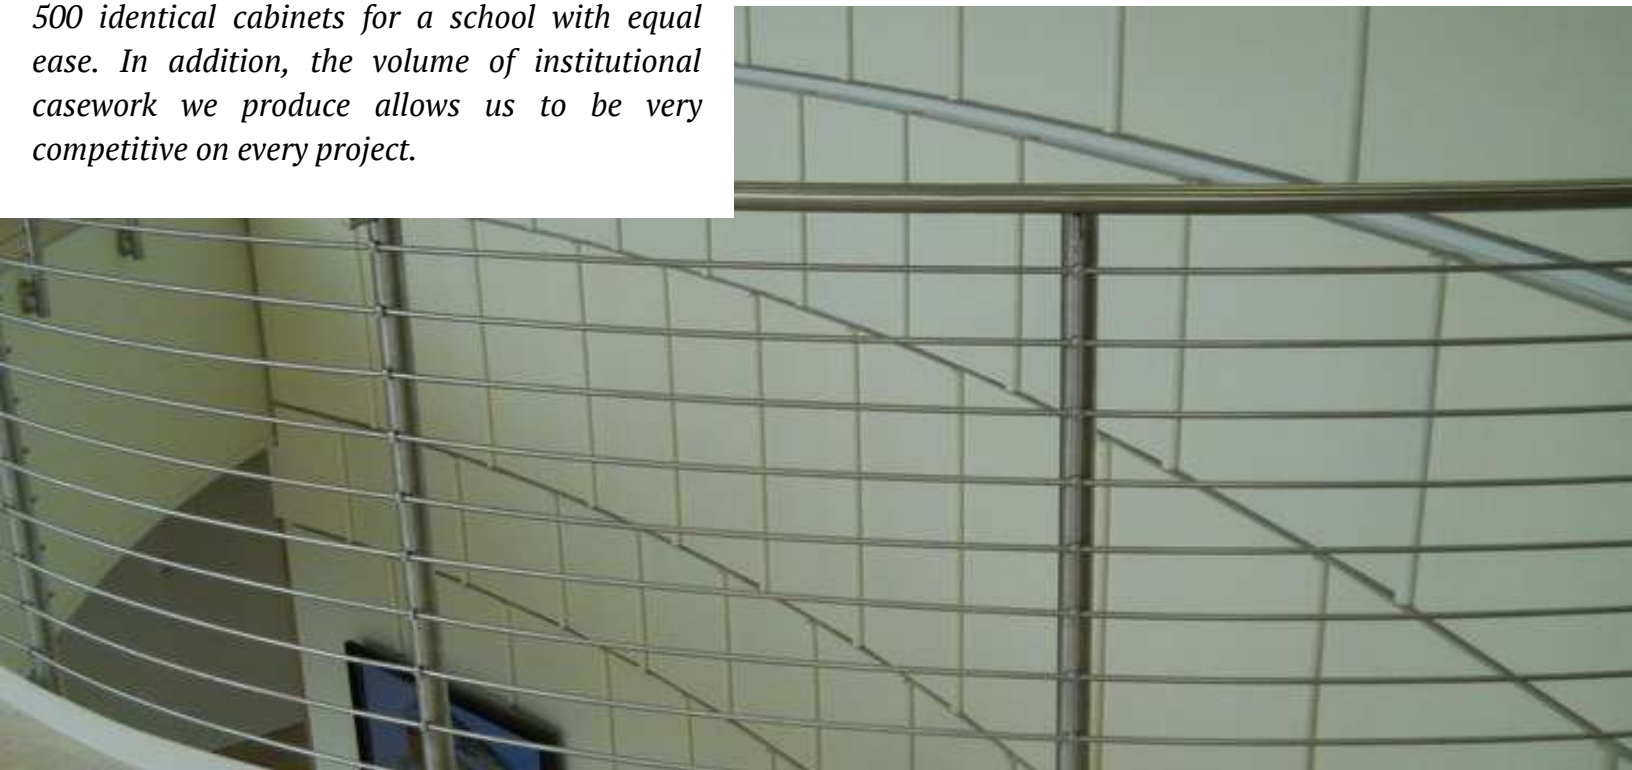 500 identical cabinets for a school with equal
ease. In addition, the volume of institutional
casework we produce allows us to be very
competitive on every project.